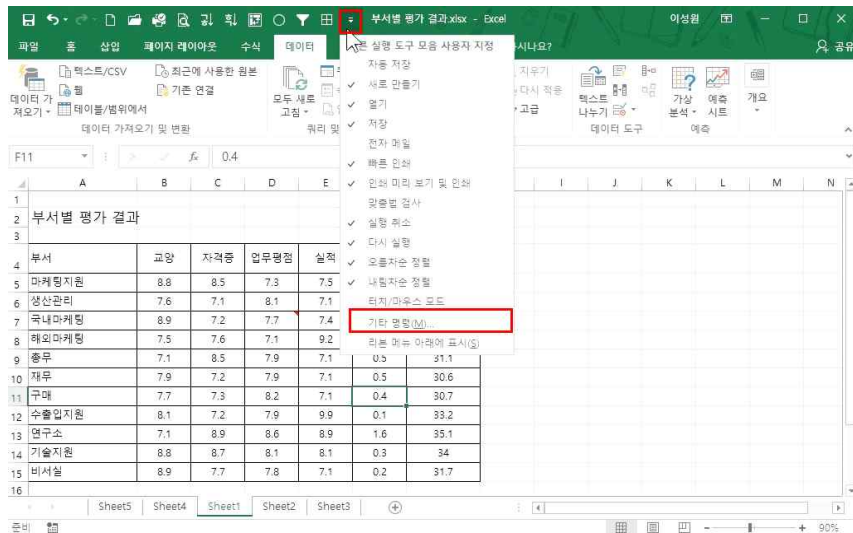 부서별 평가 결과.xlsx - Excel
이성원
파일 홈 삽입 페이지 레이아웃 수식 데이터
공유
텍스트/CSV
웹
테이블/범위에서
데이터 가
져오기
최근에 사용한 원본
기존 연결
데이터 가져오기 및 변환
모두 새로
고침
쿼리 및
지우기
다시 적용
고급
텍스트
나누기
데이터 도구
가상
분석
예측
시트
예측
개요
실행 도구 모음 사용자 지정
자동 저장
새로 만들기
열기
저장
전자 메일
빠른 인쇄
인쇄 미리 보기 및 인쇄
맞춤법 검사
실행 취소
다시 실행
오름차순 정렬
내림차순 정렬
터치/마우스 모드
기타 명령(M)...
리본 메뉴 아래에 표시(S)
F11 fx 0.4
A B C D E I J K L M N
1
2 부서별 평가 결과
3
4 부서 교양 자격증 업무평점 실적
5 마케팅지원 8.8 8.5 7.3 7.5
6 생산관리 7.6 7.1 8.1 7.1
7 국내마케팅 8.9 7.2 7.7 7.4
8 해외마케팅 7.5 7.6 7.1 9.2
9 총무 7.1 8.5 7.9 7.1 0.5 31.1
10 재무 7.9 7.2 7.9 7.1 0.5 30.6
11 구매 7.7 7.3 8.2 7.1 0.4 30.7
12 수출입지원 8.1 7.2 7.9 9.9 0.1 33.2
13 연구소 7.1 8.9 8.6 8.9 1.6 35.1
14 기술지원 8.8 8.7 8.1 8.1 0.3 34
15 비서실 8.9 7.7 7.8 7.1 0.2 31.7
16
Sheet5 Sheet4 Sheet1 Sheet2 Sheet3
준비 90%